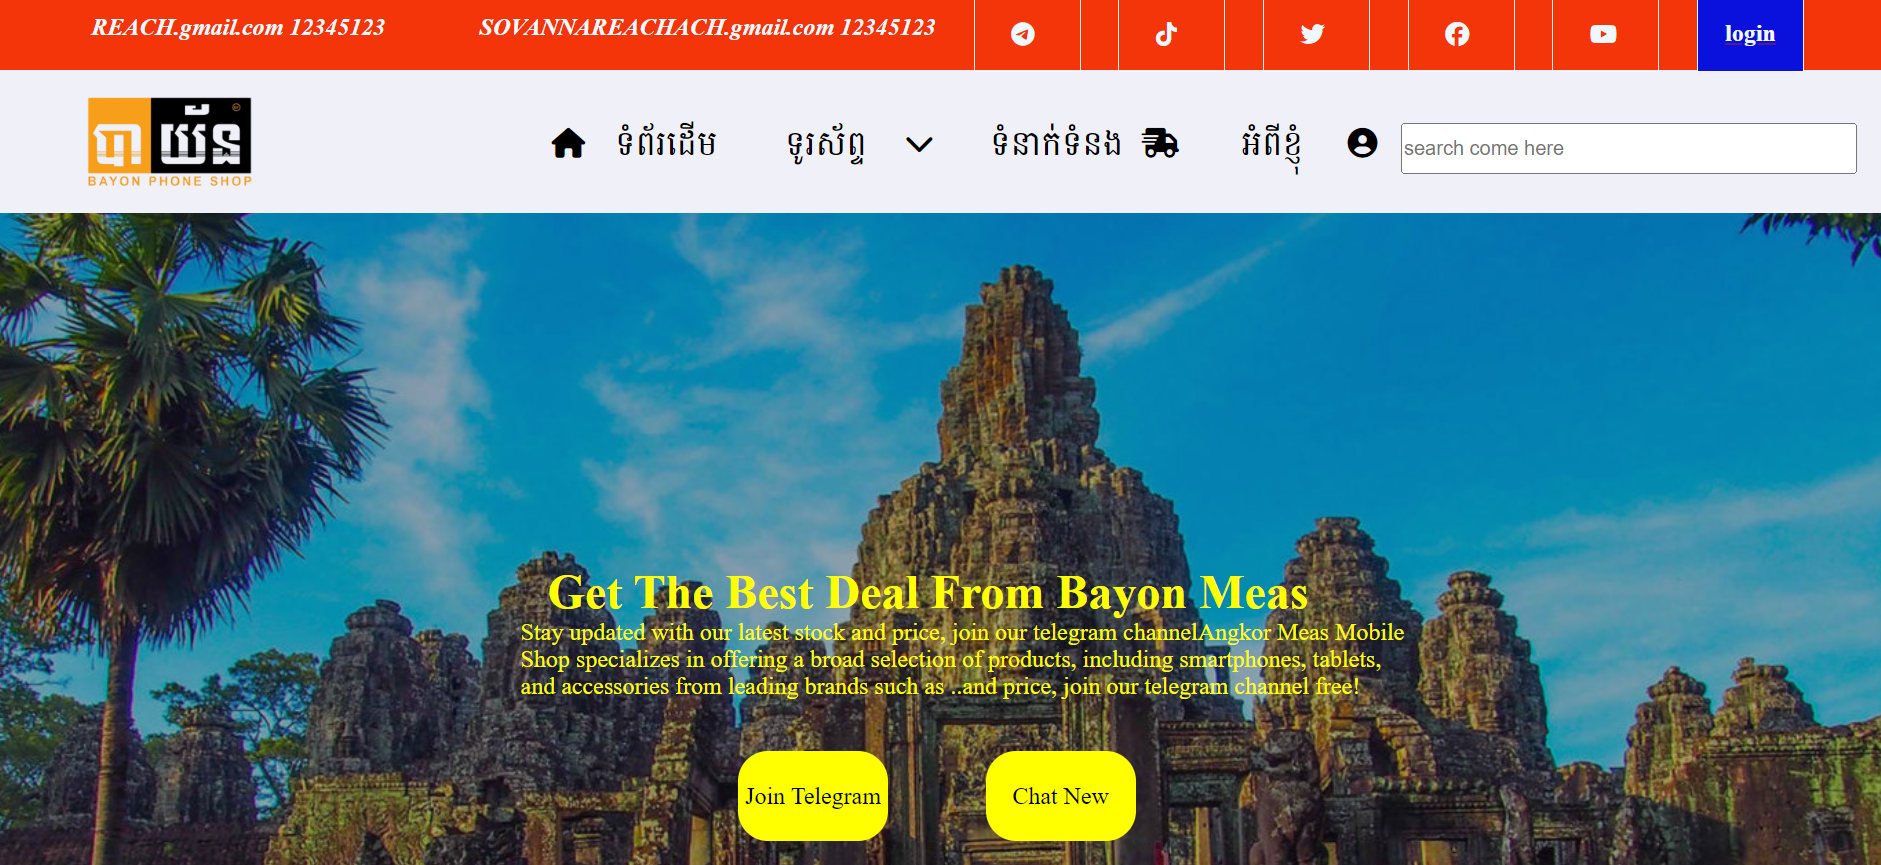 REACH.gmail.com 12345123
SOVANNAREACHACH.gmail.com 12345123
login
បាយ័ន
BAYON PHONE SHOP
ទំព័រដើម
ទូរស័ព្ទ
ទំនាក់ទំនង
អំពីខ្ញុំ
search come here
Get The Best Deal From Bayon Meas
Stay updated with our latest stock and price, join our telegram channelAngkor Meas Mobile
Shop specializes in offering a broad selection of products, including smartphones, tablets,
and accessories from leading brands such as ..and price, join our telegram channel free!
Join Telegram
Chat New